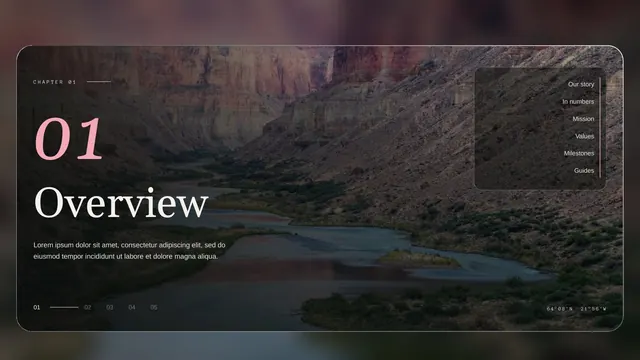 CHAPTER 01
01
Overview
Lorem ipsum dolor sit amet, consectetur adipiscing elit, sed do
eiusmod tempor incididunt ut labore et dolore magna aliqua.
Our story
In numbers
Mission
Values
Milestones
Guides
01 02 03 04 05